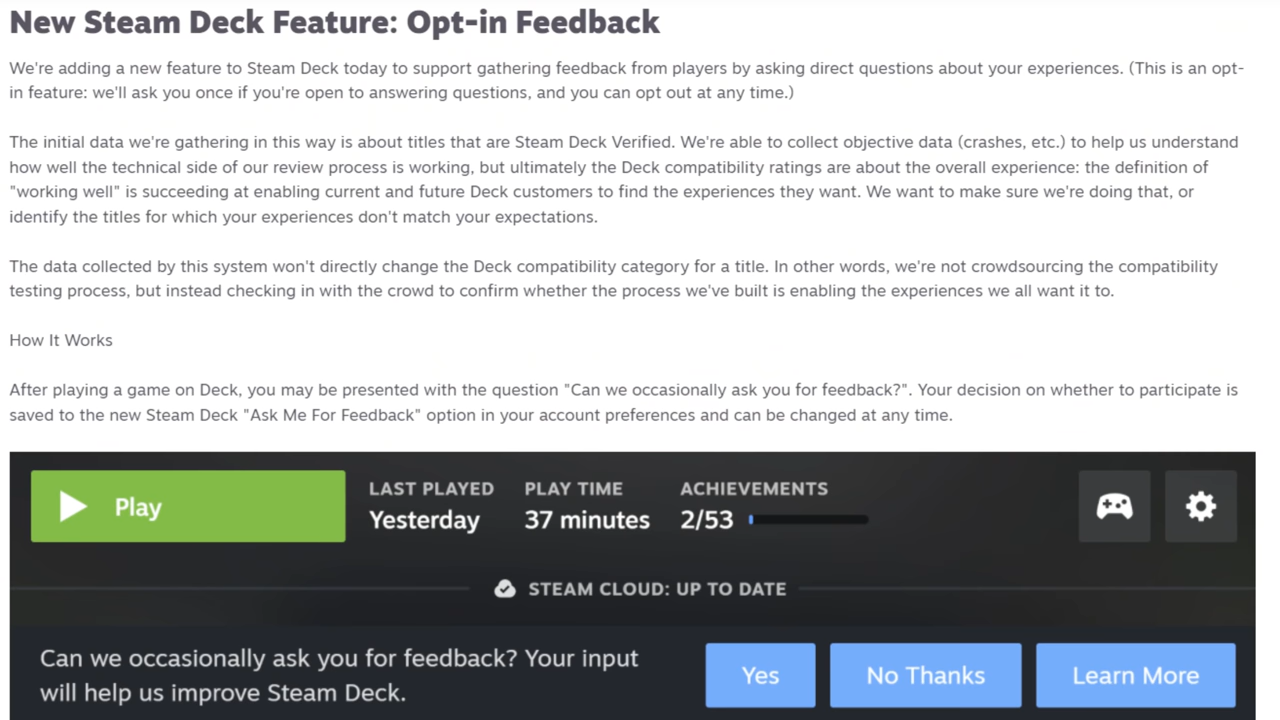 New Steam Deck Feature: Opt-in Feedback
We're adding a new feature to Steam Deck today to support gathering feedback from players by asking direct questions about your experiences. (This is an opt-
in feature: we'll ask you once if you're open to answering questions, and you can opt out at any time.)
The initial data we're gathering in this way is about titles that are Steam Deck Verified. We're able to collect objective data (crashes, etc.) to help us understand
how well the technical side of our review process is working, but ultimately the Deck compatibility ratings are about the overall experience: the definition of
"working well" is succeeding at enabling current and future Deck customers to find the experiences they want. We want to make sure we're doing that, or
identify the titles for which your experiences don't match your expectations.
The data collected by this system won't directly change the Deck compatibility category for a title. In other words, we're not crowdsourcing the compatibility
testing process, but instead checking in with the crowd to confirm whether the process we've built is enabling the experiences we all want it to.
How It Works
After playing a game on Deck, you may be presented with the question "Can we occasionally ask you for feedback?". Your decision on whether to participate is
saved to the new Steam Deck "Ask Me For Feedback" option in your account preferences and can be changed at any time.
Play
LAST PLAYED
Yesterday
PLAY TIME
37 minutes
ACHIEVEMENTS
2/53
STEAM CLOUD: UP TO DATE
Can we occasionally ask you for feedback? Your input
will help us improve Steam Deck.
Yes
No Thanks
Learn More